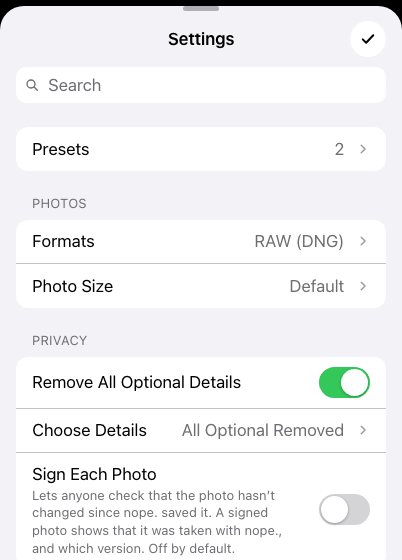 Settings
Search
Presets 2
PHOTOS
Formats RAW (DNG)
Photo Size Default
PRIVACY
Remove All Optional Details
Choose Details All Optional Removed
Sign Each Photo
Lets anyone check that the photo hasn't
changed since nope. saved it. A signed
photo shows that it was taken with nope.,
and which version. Off by default.